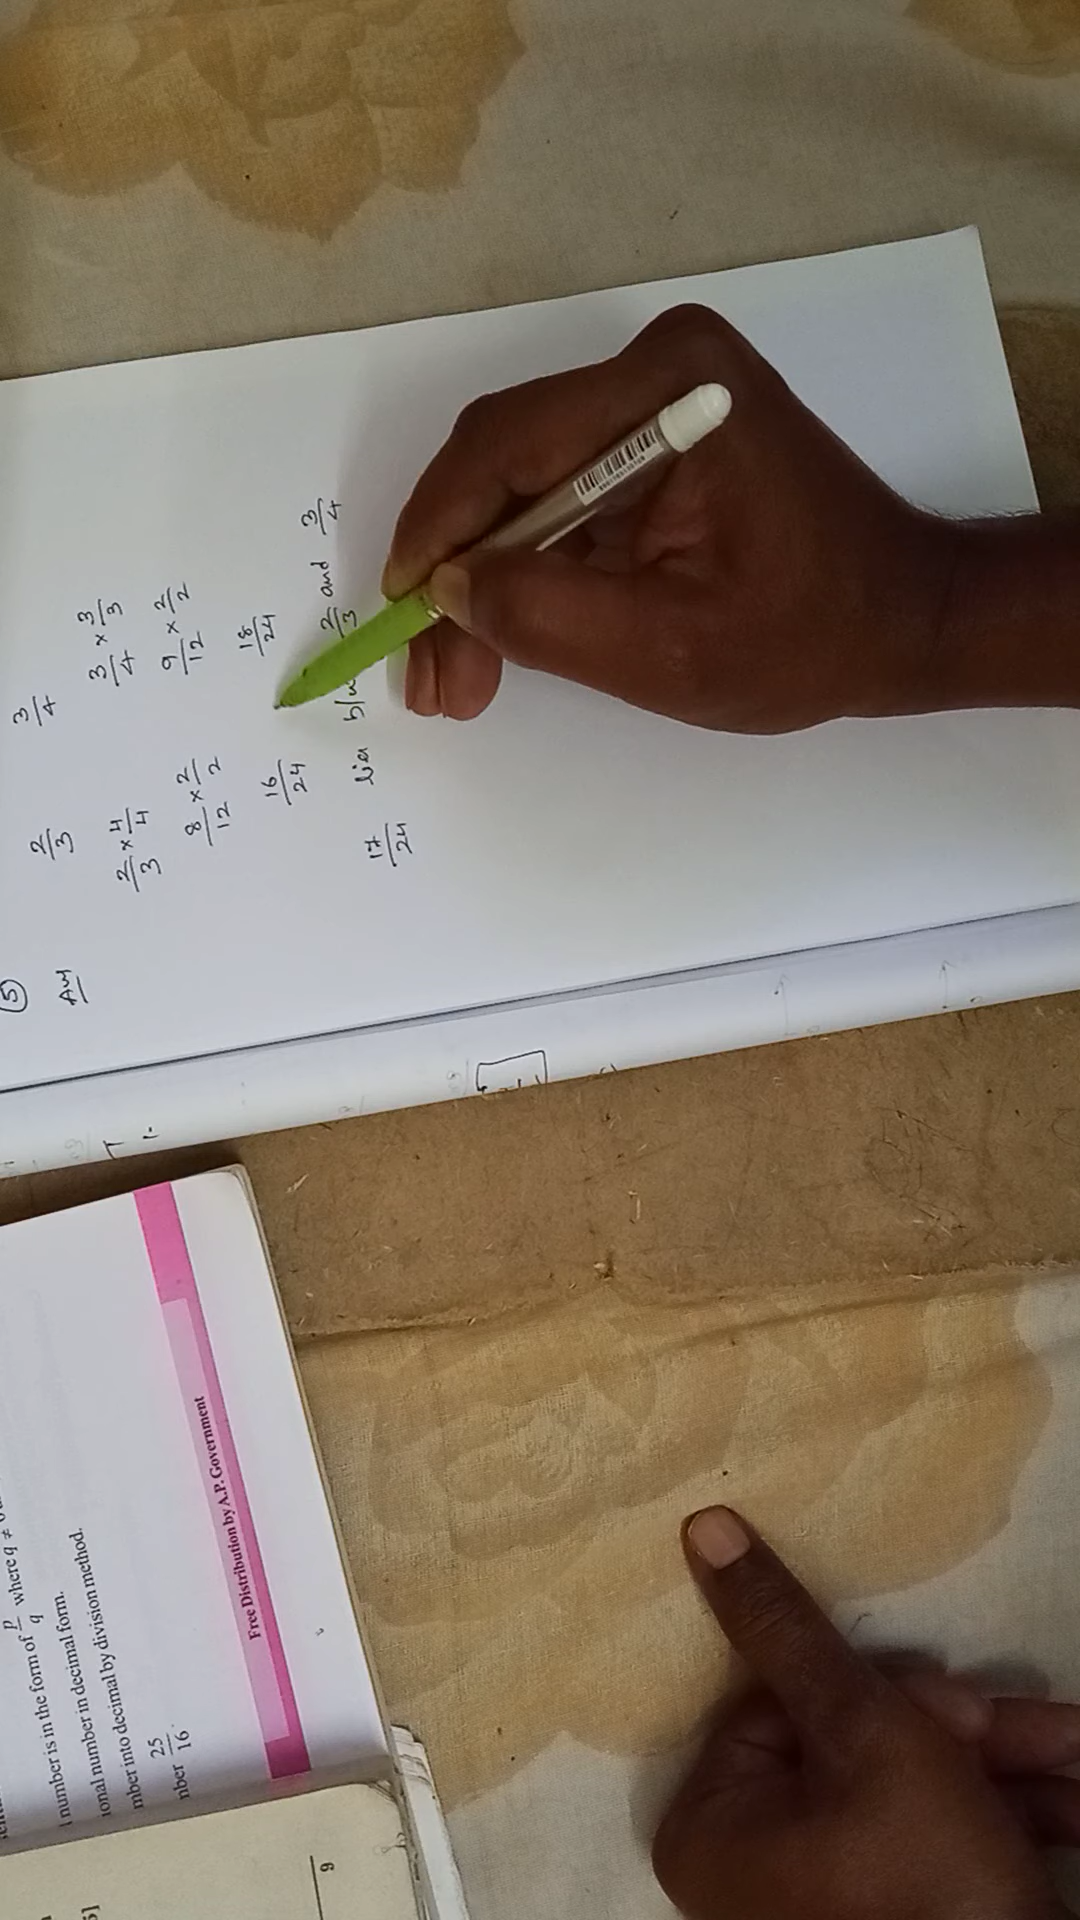 5
Ans
2/3 3/4
2/3 × 4/4 3/4 × 3/3
8/12 × 2/2 9/12 × 2/2
16/24 18/24
17/24 lie b/w 2/3 and 3/4
p/q where q ≠
number is in the form of
ional number in decimal form.
mber into decimal by division method.
nber 25/16.
Free Distribution by A.P. Government
9